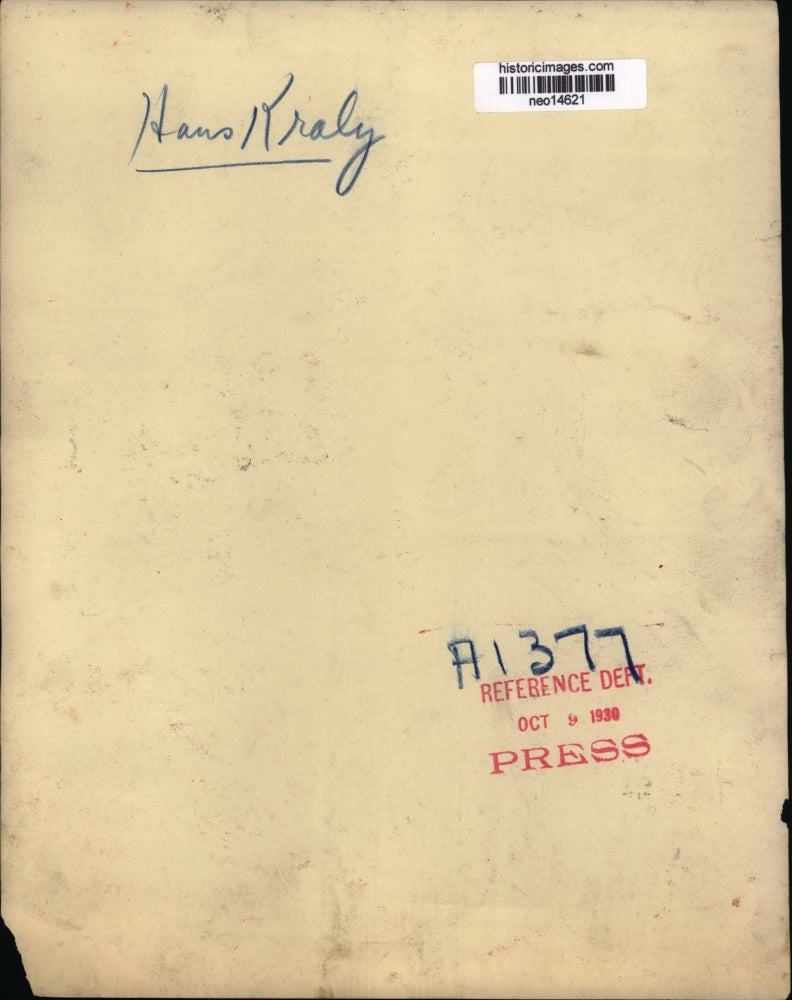 historicimages.com
neo14621
Hans Kraly
A1377
REFERENCE DEPT.
OCT 9 1930
PRESS